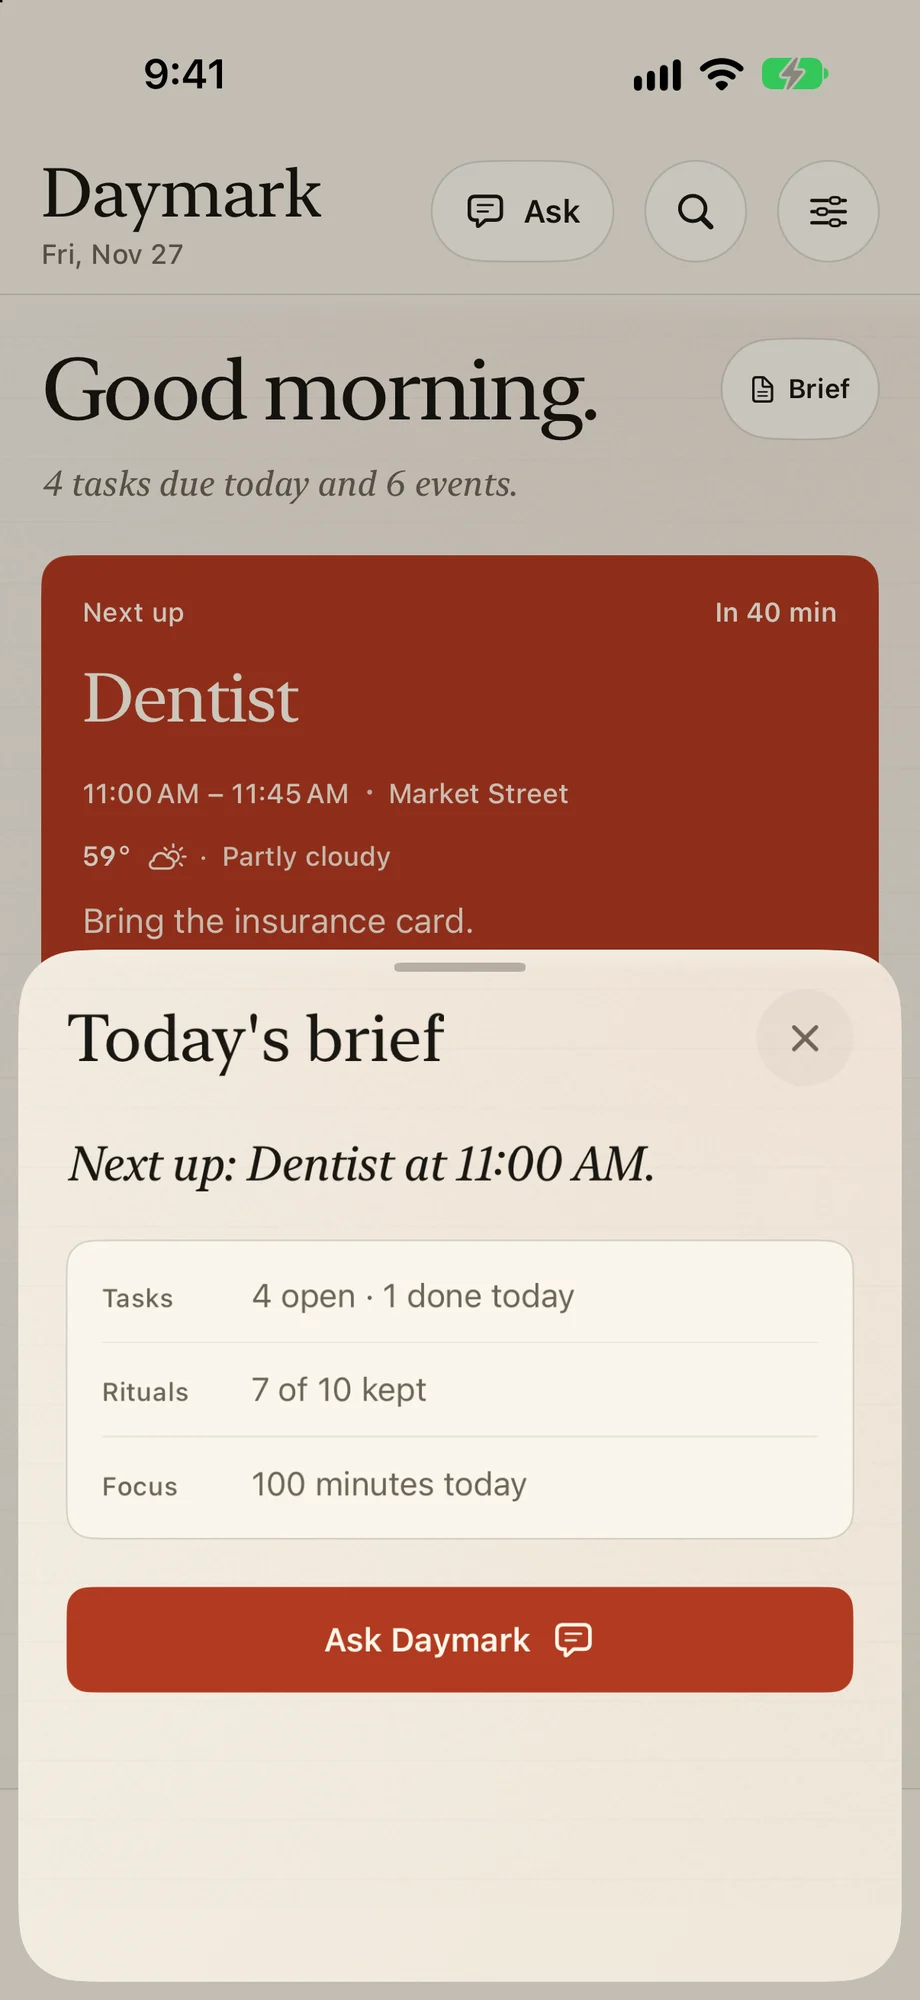 9:41
Daymark
Fri, Nov 27
Ask
Good morning.
Brief
4 tasks due today and 6 events.
Next up
In 40 min
Dentist
11:00 AM – 11:45 AM · Market Street
59° · Partly cloudy
Bring the insurance card.
Today's brief
Next up: Dentist at 11:00 AM.
Tasks 4 open · 1 done today
Rituals 7 of 10 kept
Focus 100 minutes today
Ask Daymark